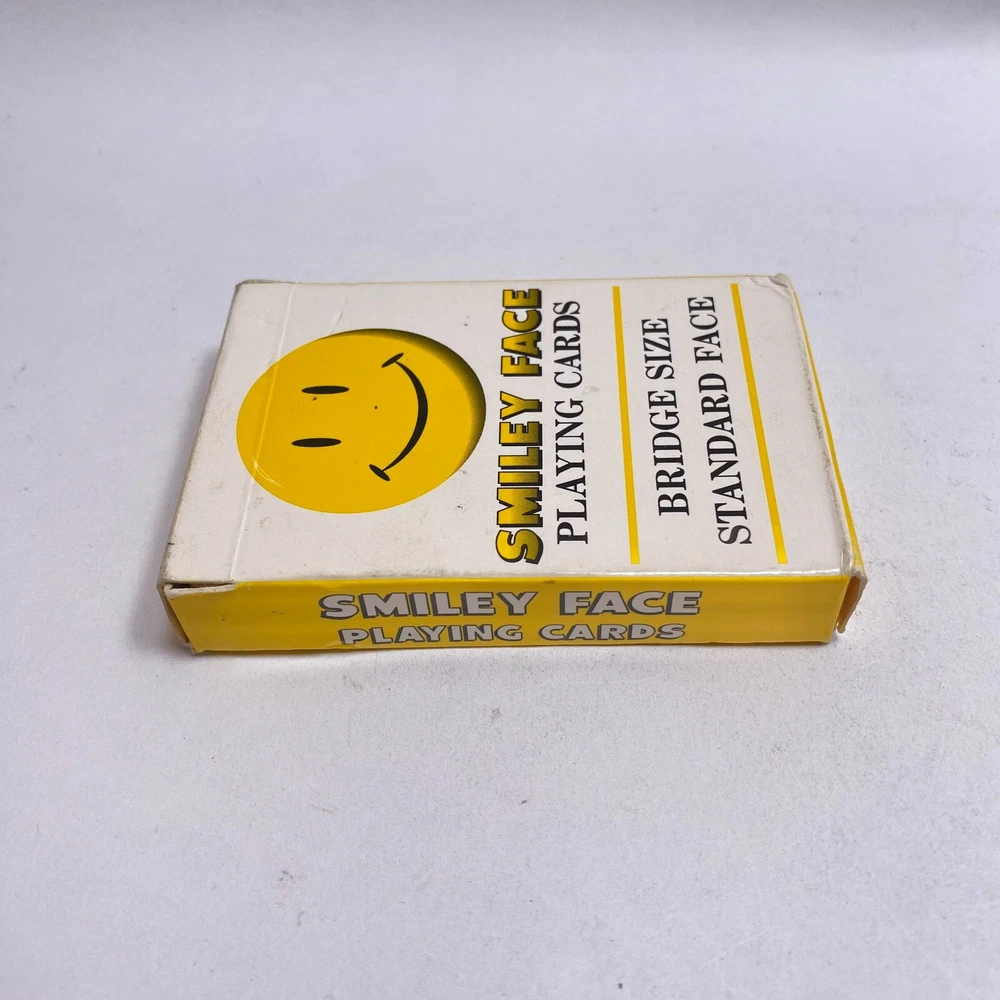 SMILEY FACE
PLAYING CARDS
BRIDGE SIZE
STANDARD FACE
SMILEY FACE
PLAYING CARDS